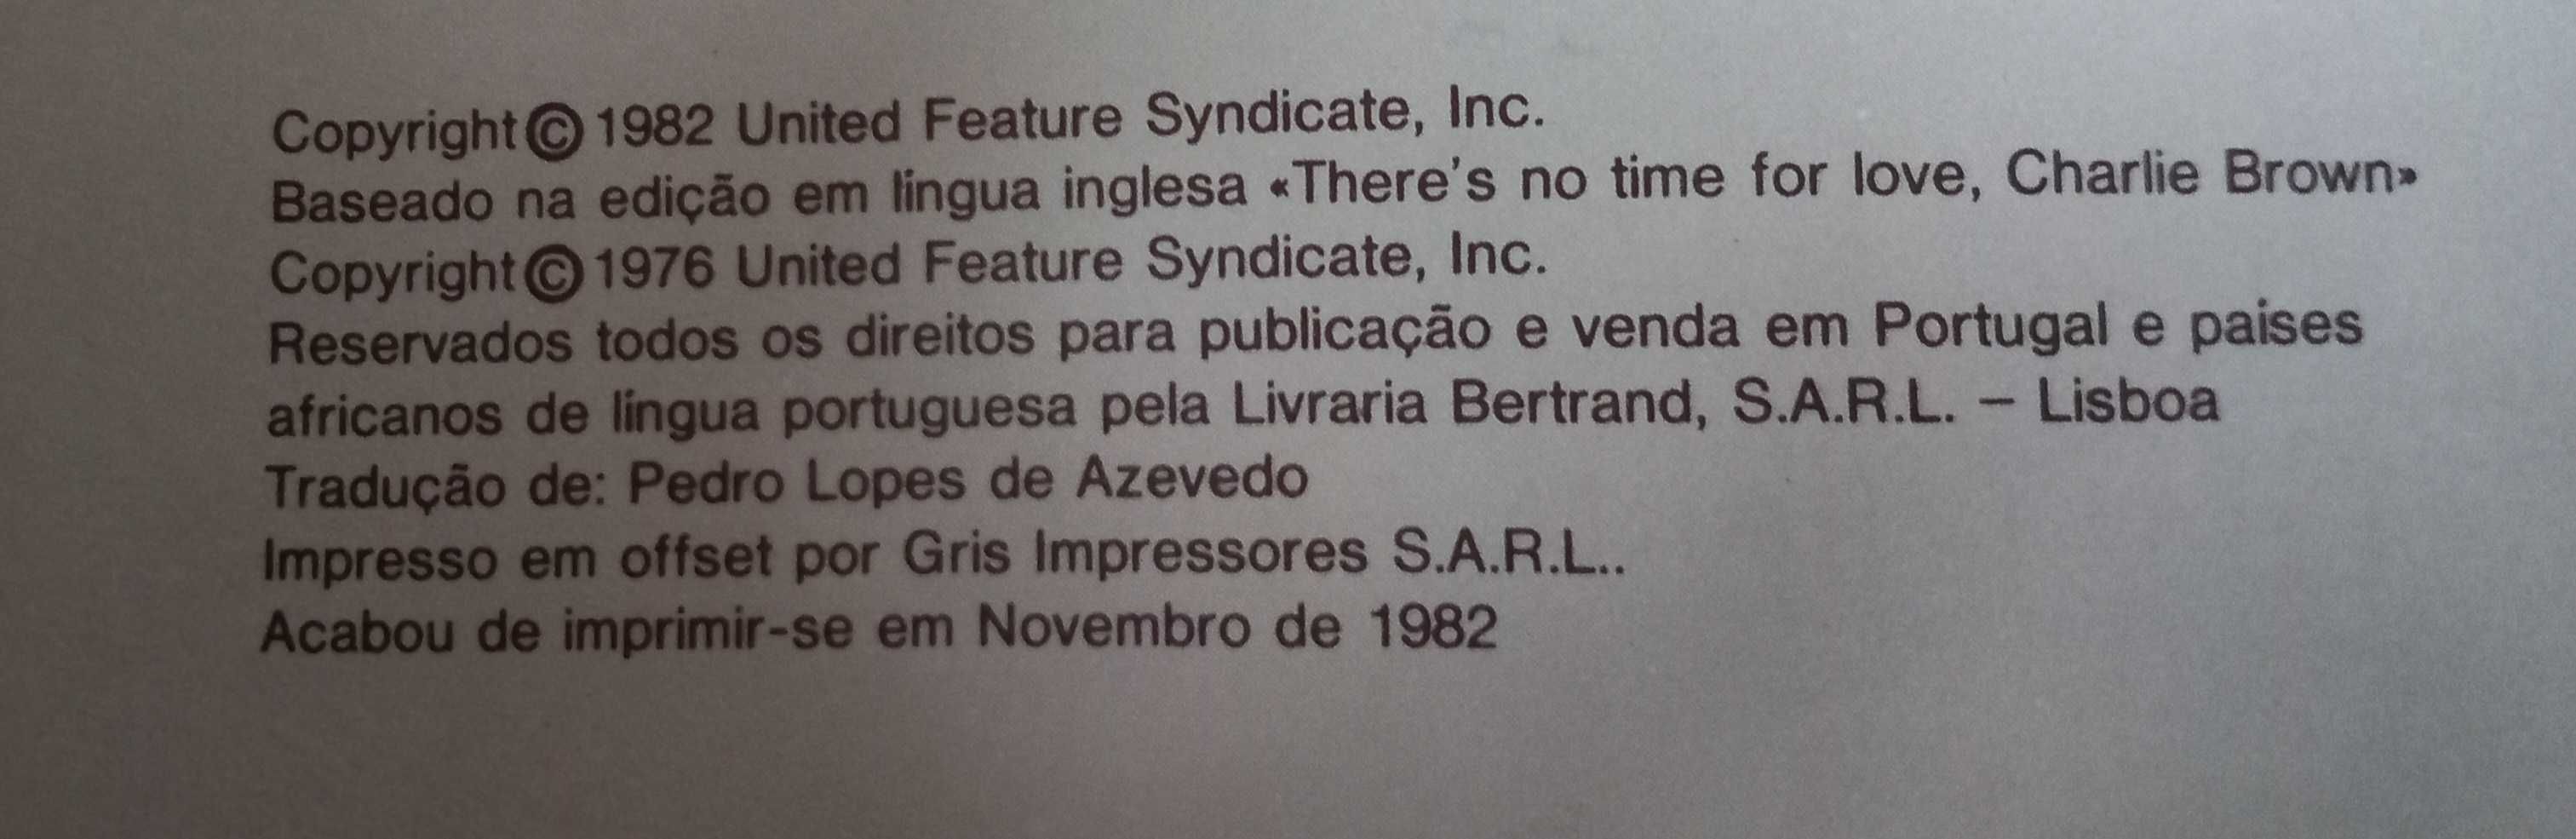 Copyright © 1982 United Feature Syndicate, Inc.
Baseado na edição em língua inglesa «There's no time for love, Charlie Brown»
Copyright © 1976 United Feature Syndicate, Inc.
Reservados todos os direitos para publicação e venda em Portugal e paises
africanos de língua portuguesa pela Livraria Bertrand, S.A.R.L. – Lisboa
Tradução de: Pedro Lopes de Azevedo
Impresso em offset por Gris Impressores S.A.R.L..
Acabou de imprimir-se em Novembro de 1982